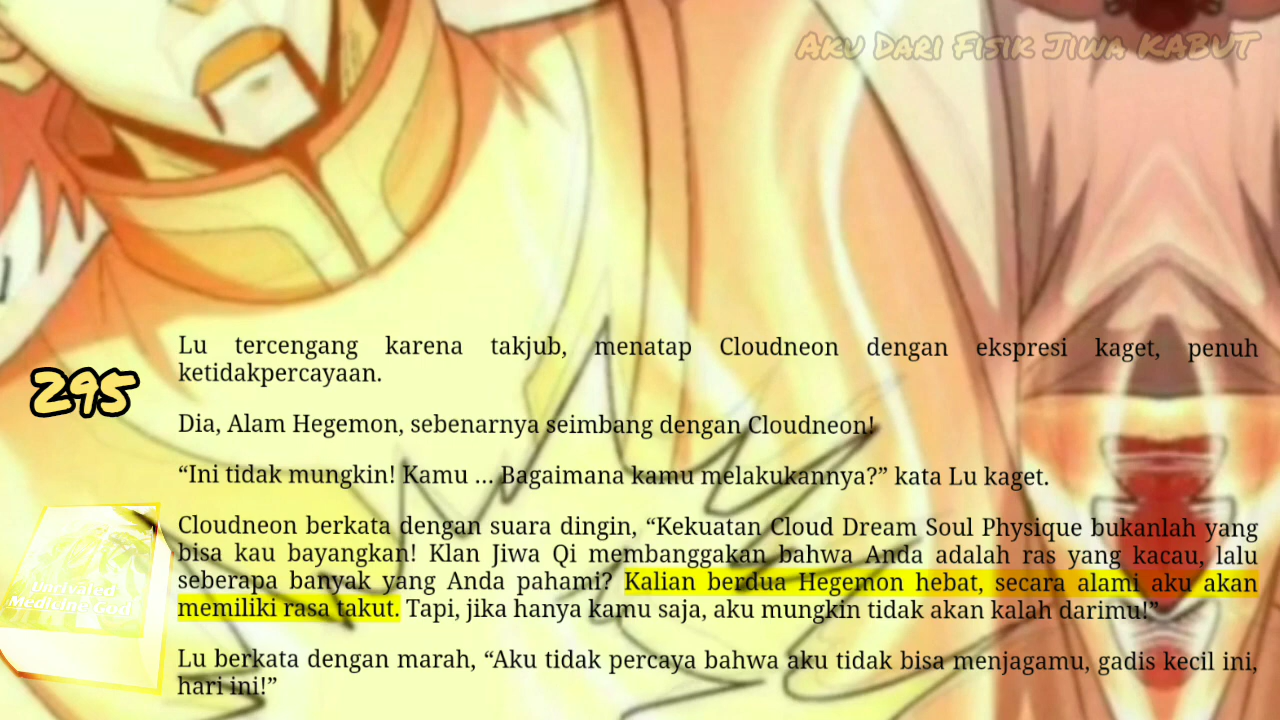 Aku Dari Fisik Jiwa KABUT
Lu tercengang karena takjub, menatap Cloudneon dengan ekspresi kaget, penuh
ketidakpercayaan.
295
Dia, Alam Hegemon, sebenarnya seimbang dengan Cloudneon!
“Ini tidak mungkin! Kamu ... Bagaimana kamu melakukannya?” kata Lu kaget.
Cloudneon berkata dengan suara dingin, “Kekuatan Cloud Dream Soul Physique bukanlah yang
bisa kau bayangkan! Klan Jiwa Qi membanggakan bahwa Anda adalah ras yang kacau, lalu
seberapa banyak yang Anda pahami? Kalian berdua Hegemon hebat, secara alami aku akan
memiliki rasa takut. Tapi, jika hanya kamu saja, aku mungkin tidak akan kalah darimu!”
Unrivaled
Medicine God
Lu berkata dengan marah, “Aku tidak percaya bahwa aku tidak bisa menjagamu, gadis kecil ini,
hari ini!”